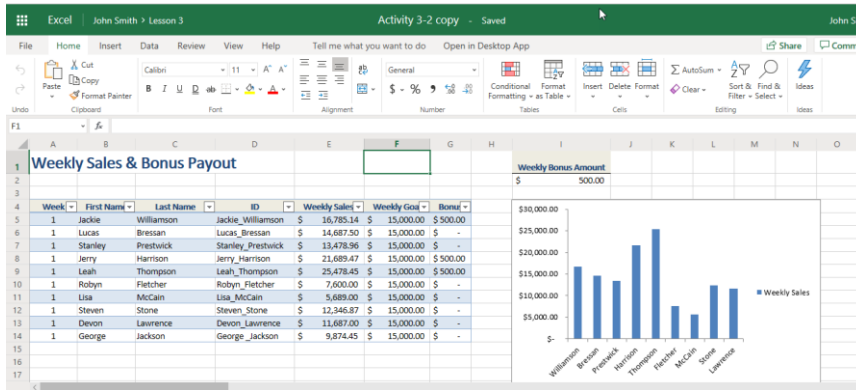 Excel John Smith > Lesson 3 Activity 3-2 copy - Saved John S
File Home Insert Data Review View Help Tell me what you want to do Open in Desktop App Share Comm
Cut
Copy
Paste Format Painter
Calibri 11 A^ A˅
B I U D ab A
ab
General
$ % 9 .00 .00
Conditional Formatting Format as Table
Insert Delete Format
Σ AutoSum
Clear
Sort & Filter Find & Select
Ideas
Undo Clipboard Font Alignment Number Tables Cells Editing Ideas
F1 fx
A B C D E F G H I J K L M N O
1 Weekly Sales & Bonus Payout Weekly Bonus Amount
2 $ 500.00
3
4 Week First Name Last Name ID Weekly Sales Weekly Goa Bonus
5 1 Jackie Williamson Jackie_Williamson $ 16,785.14 $ 15,000.00 $ 500.00
6 1 Lucas Bressan Lucas_Bressan $ 14,687.50 $ 15,000.00 $ -
7 1 Stanley Prestwick Stanley_Prestwick $ 13,478.96 $ 15,000.00 $ -
8 1 Jerry Harrison Jerry_Harrison $ 21,689.47 $ 15,000.00 $ 500.00
9 1 Leah Thompson Leah_Thompson $ 25,478.45 $ 15,000.00 $ 500.00
10 1 Robyn Fletcher Robyn_Fletcher $ 7,600.00 $ 15,000.00 $ -
11 1 Lisa McCain Lisa_McCain $ 5,689.00 $ 15,000.00 $ -
12 1 Steven Stone Steven_Stone $ 12,346.87 $ 15,000.00 $ -
13 1 Devon Lawrence Devon_Lawrence $ 11,687.00 $ 15,000.00 $ -
14 1 George Jackson George _Jackson $ 9,874.45 $ 15,000.00 $ -
15
16
17
$30,000.00
$25,000.00
$20,000.00
$15,000.00
$10,000.00
$5,000.00
$-
Williamson Bressan Prestwick Harrison Thompson Fletcher McCain Stone Lawrence
Weekly Sales